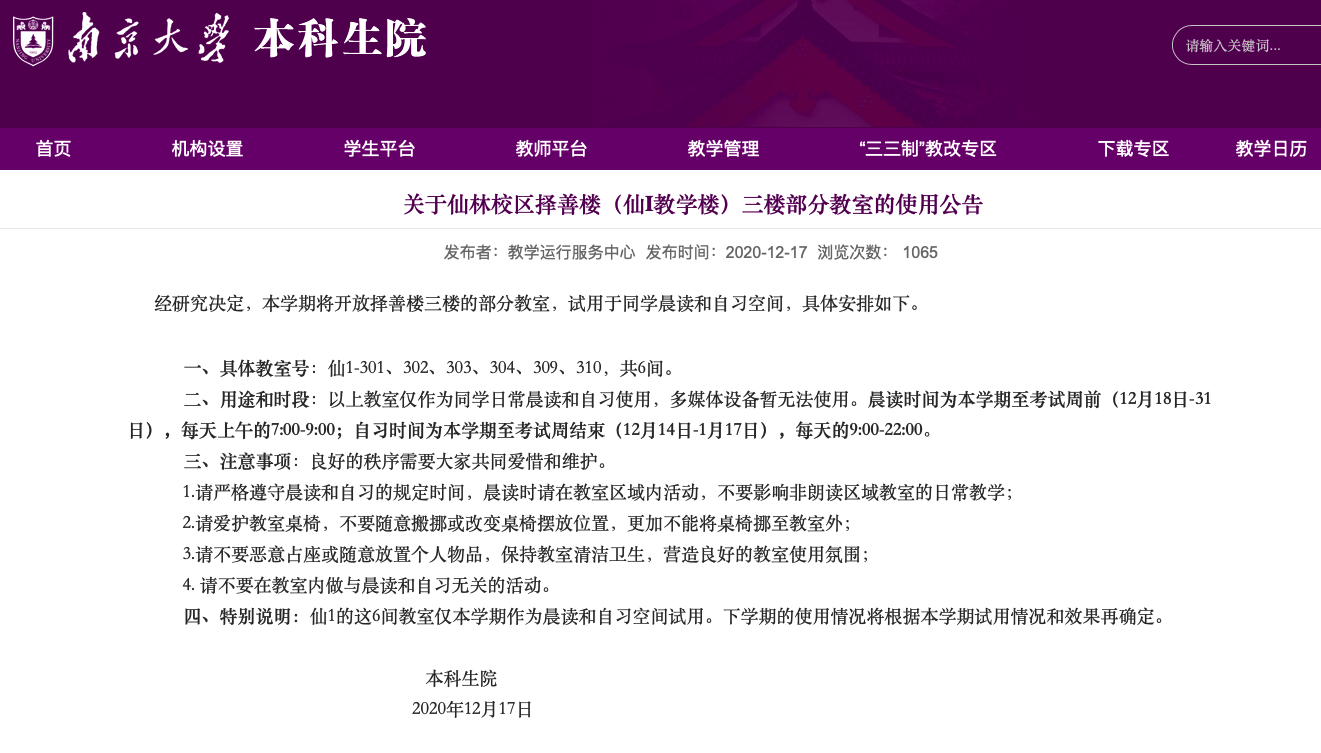 南京大学 本科生院
请输入关键词...
首页 机构设置 学生平台 教师平台 教学管理 “三三制”教改专区 下载专区 教学日历
关于仙林校区择善楼（仙I教学楼）三楼部分教室的使用公告
发布者：教学运行服务中心 发布时间：2020-12-17 浏览次数： 1065
经研究决定，本学期将开放择善楼三楼的部分教室，试用于同学晨读和自习空间，具体安排如下。
一、具体教室号：仙1-301、302、303、304、309、310，共6间。
二、用途和时段：以上教室仅作为同学日常晨读和自习使用，多媒体设备暂无法使用。晨读时间为本学期至考试周前（12月18日-31
日），每天上午的7:00-9:00；自习时间为本学期至考试周结束（12月14日-1月17日），每天的9:00-22:00。
三、注意事项：良好的秩序需要大家共同爱惜和维护。
1.请严格遵守晨读和自习的规定时间，晨读时请在教室区域内活动，不要影响非朗读区域教室的日常教学；
2.请爱护教室桌椅，不要随意搬挪或改变桌椅摆放位置，更加不能将桌椅挪至教室外；
3.请不要恶意占座或随意放置个人物品，保持教室清洁卫生，营造良好的教室使用氛围；
4. 请不要在教室内做与晨读和自习无关的活动。
四、特别说明：仙1的这6间教室仅本学期作为晨读和自习空间试用。下学期的使用情况将根据本学期试用情况和效果再确定。
本科生院
2020年12月17日